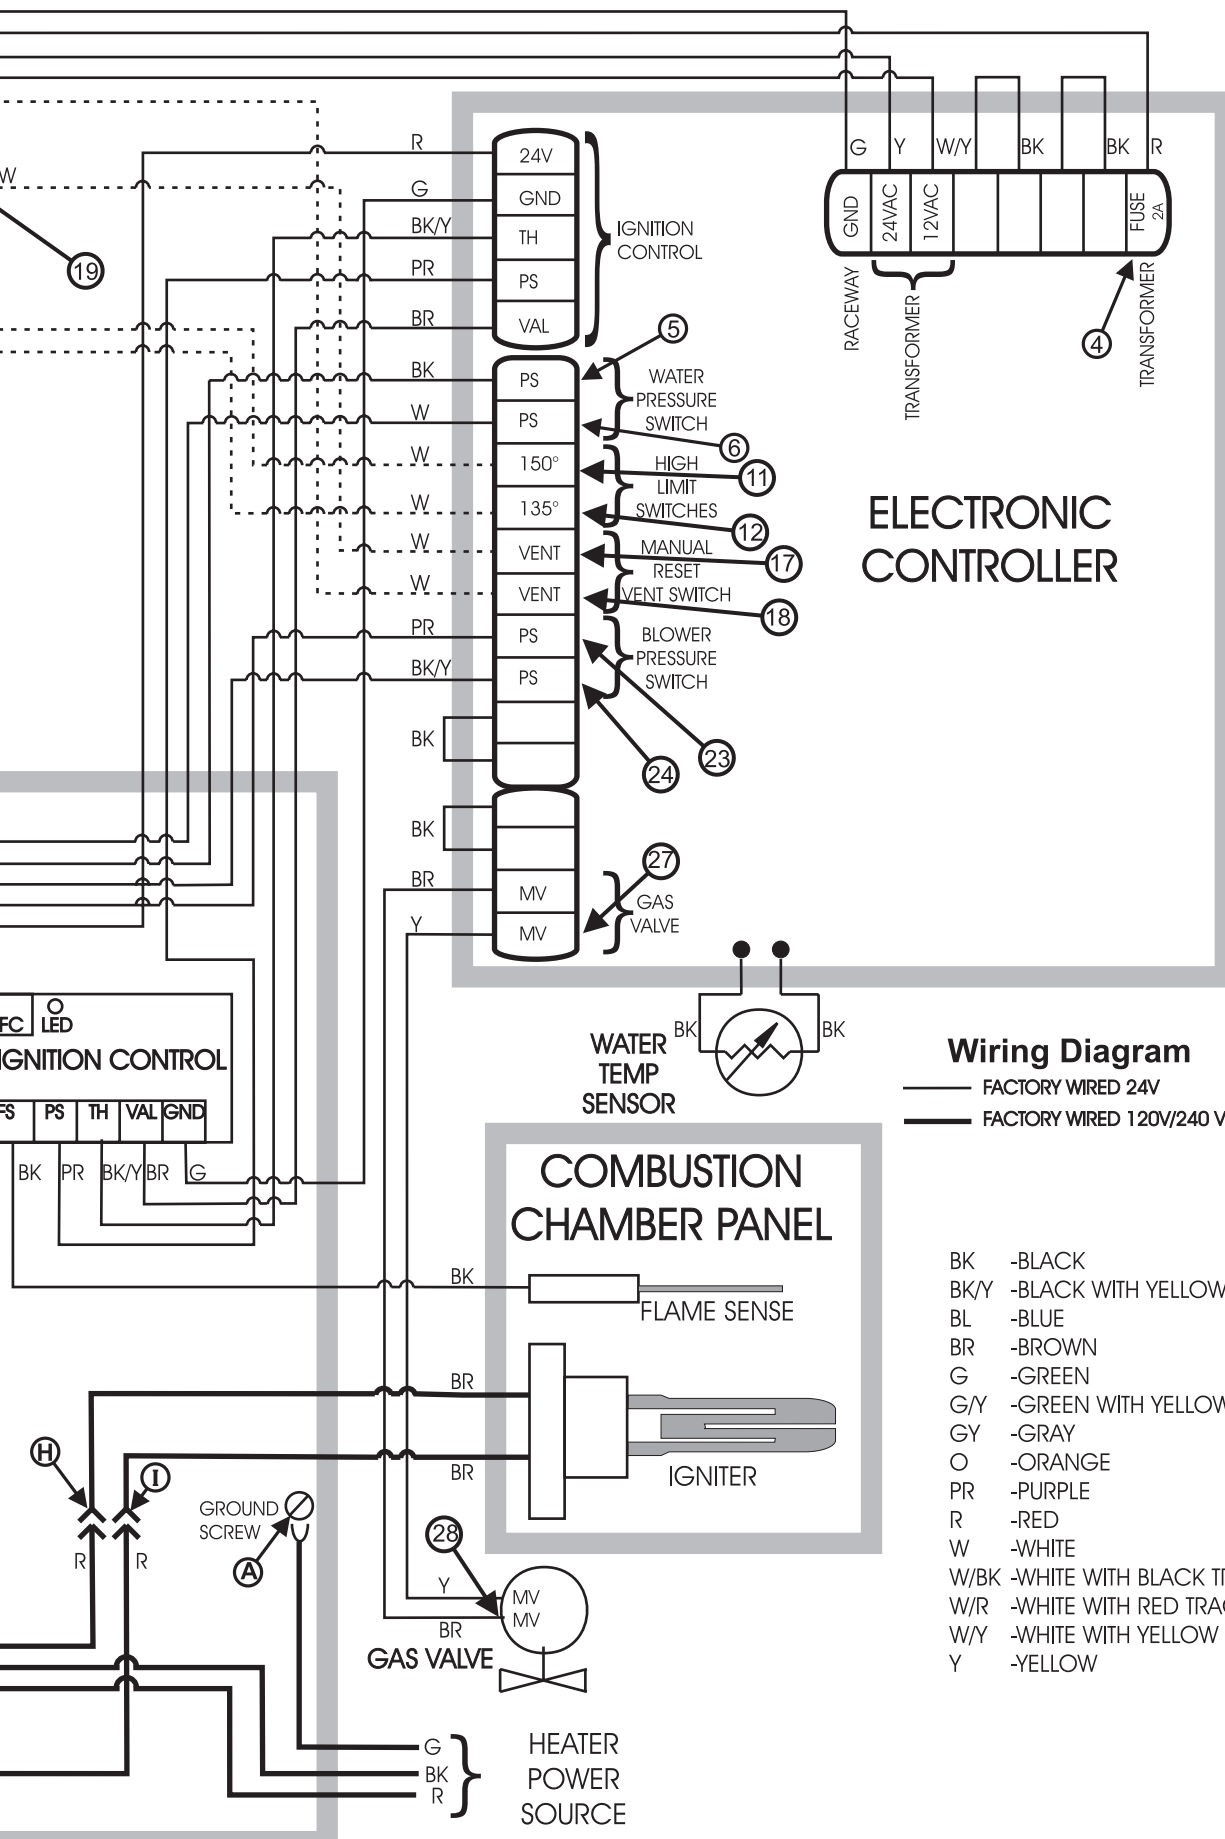 G
Y
W/Y
BK
BK
R
GND
24VAC
12VAC
FUSE
2A
RACEWAY
TRANSFORMER
TRANSFORMER
4
R
24V
W
G
GND
BK/Y
TH
IGNITION
CONTROL
19
PR
PS
BR
VAL
5
BK
PS
WATER
PRESSURE
SWITCH
W
PS
6
W
150°
HIGH
LIMIT
SWITCHES
11
W
135°
12
ELECTRONIC
CONTROLLER
W
VENT
MANUAL
RESET
VENT SWITCH
17
W
VENT
18
PR
PS
BLOWER
PRESSURE
SWITCH
BK/Y
PS
BK
23
24
BK
27
BR
MV
GAS
VALVE
Y
MV
FC
LED
IGNITION CONTROL
FS
PS
TH
VAL
GND
BK
PR
BK/Y
BR
G
WATER
TEMP
SENSOR
BK
BK
Wiring Diagram
FACTORY WIRED 24V
FACTORY WIRED 120V/240 V
COMBUSTION
CHAMBER PANEL
BK
FLAME SENSE
BR
BR
IGNITER
H
I
R
R
GROUND
SCREW
A
28
Y
MV
MV
BR
GAS VALVE
G
BK
R
HEATER
POWER
SOURCE
BK -BLACK
BK/Y -BLACK WITH YELLOW
BL -BLUE
BR -BROWN
G -GREEN
G/Y -GREEN WITH YELLOW
GY -GRAY
O -ORANGE
PR -PURPLE
R -RED
W -WHITE
W/BK -WHITE WITH BLACK TR
W/R -WHITE WITH RED TRAC
W/Y -WHITE WITH YELLOW
Y -YELLOW